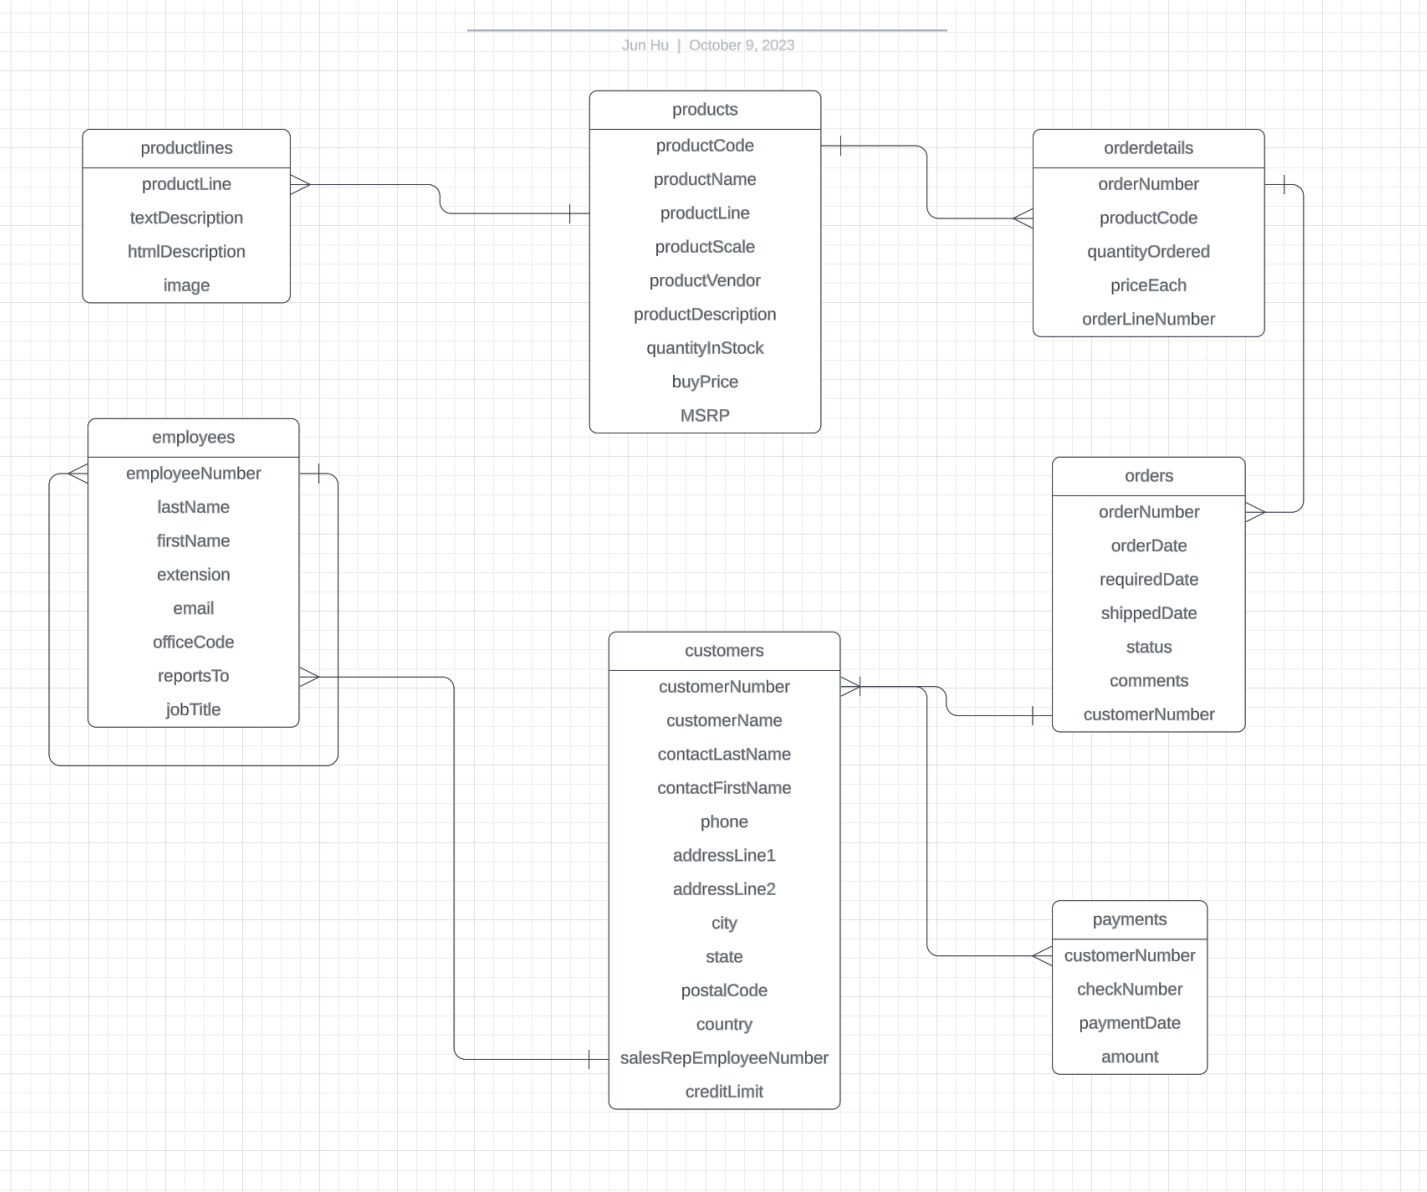 Jun Hu | October 9, 2023
productlines
productLine
textDescription
htmlDescription
image
products
productCode
productName
productLine
productScale
productVendor
productDescription
quantityInStock
buyPrice
MSRP
orderdetails
orderNumber
productCode
quantityOrdered
priceEach
orderLineNumber
employees
employeeNumber
lastName
firstName
extension
email
officeCode
reportsTo
jobTitle
orders
orderNumber
orderDate
requiredDate
shippedDate
status
comments
customerNumber
customers
customerNumber
customerName
contactLastName
contactFirstName
phone
addressLine1
addressLine2
city
state
postalCode
country
salesRepEmployeeNumber
creditLimit
payments
customerNumber
checkNumber
paymentDate
amount